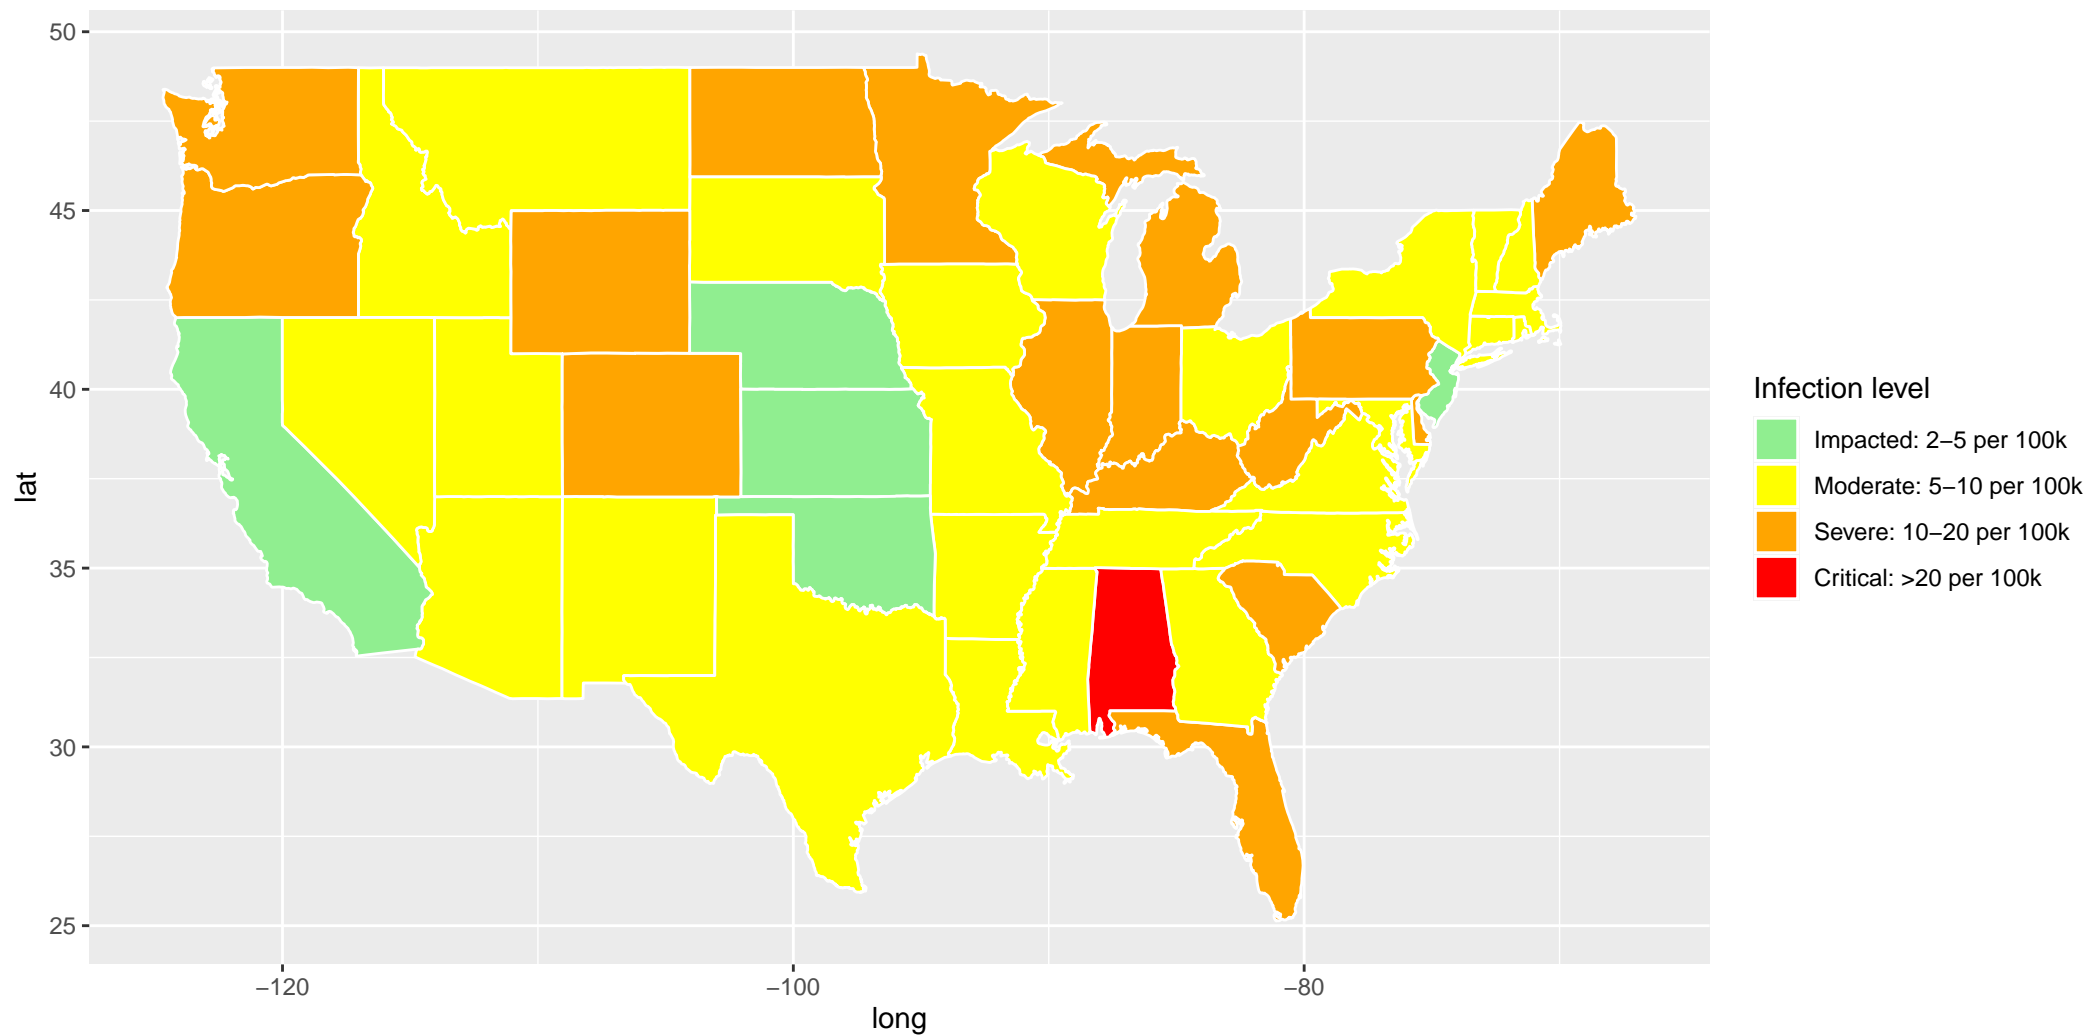 50
45
40
35
30
25
lat
−120
−100
−80
long
Infection level
Impacted: 2−5 per 100k
Moderate: 5−10 per 100k
Severe: 10−20 per 100k
Critical: >20 per 100k